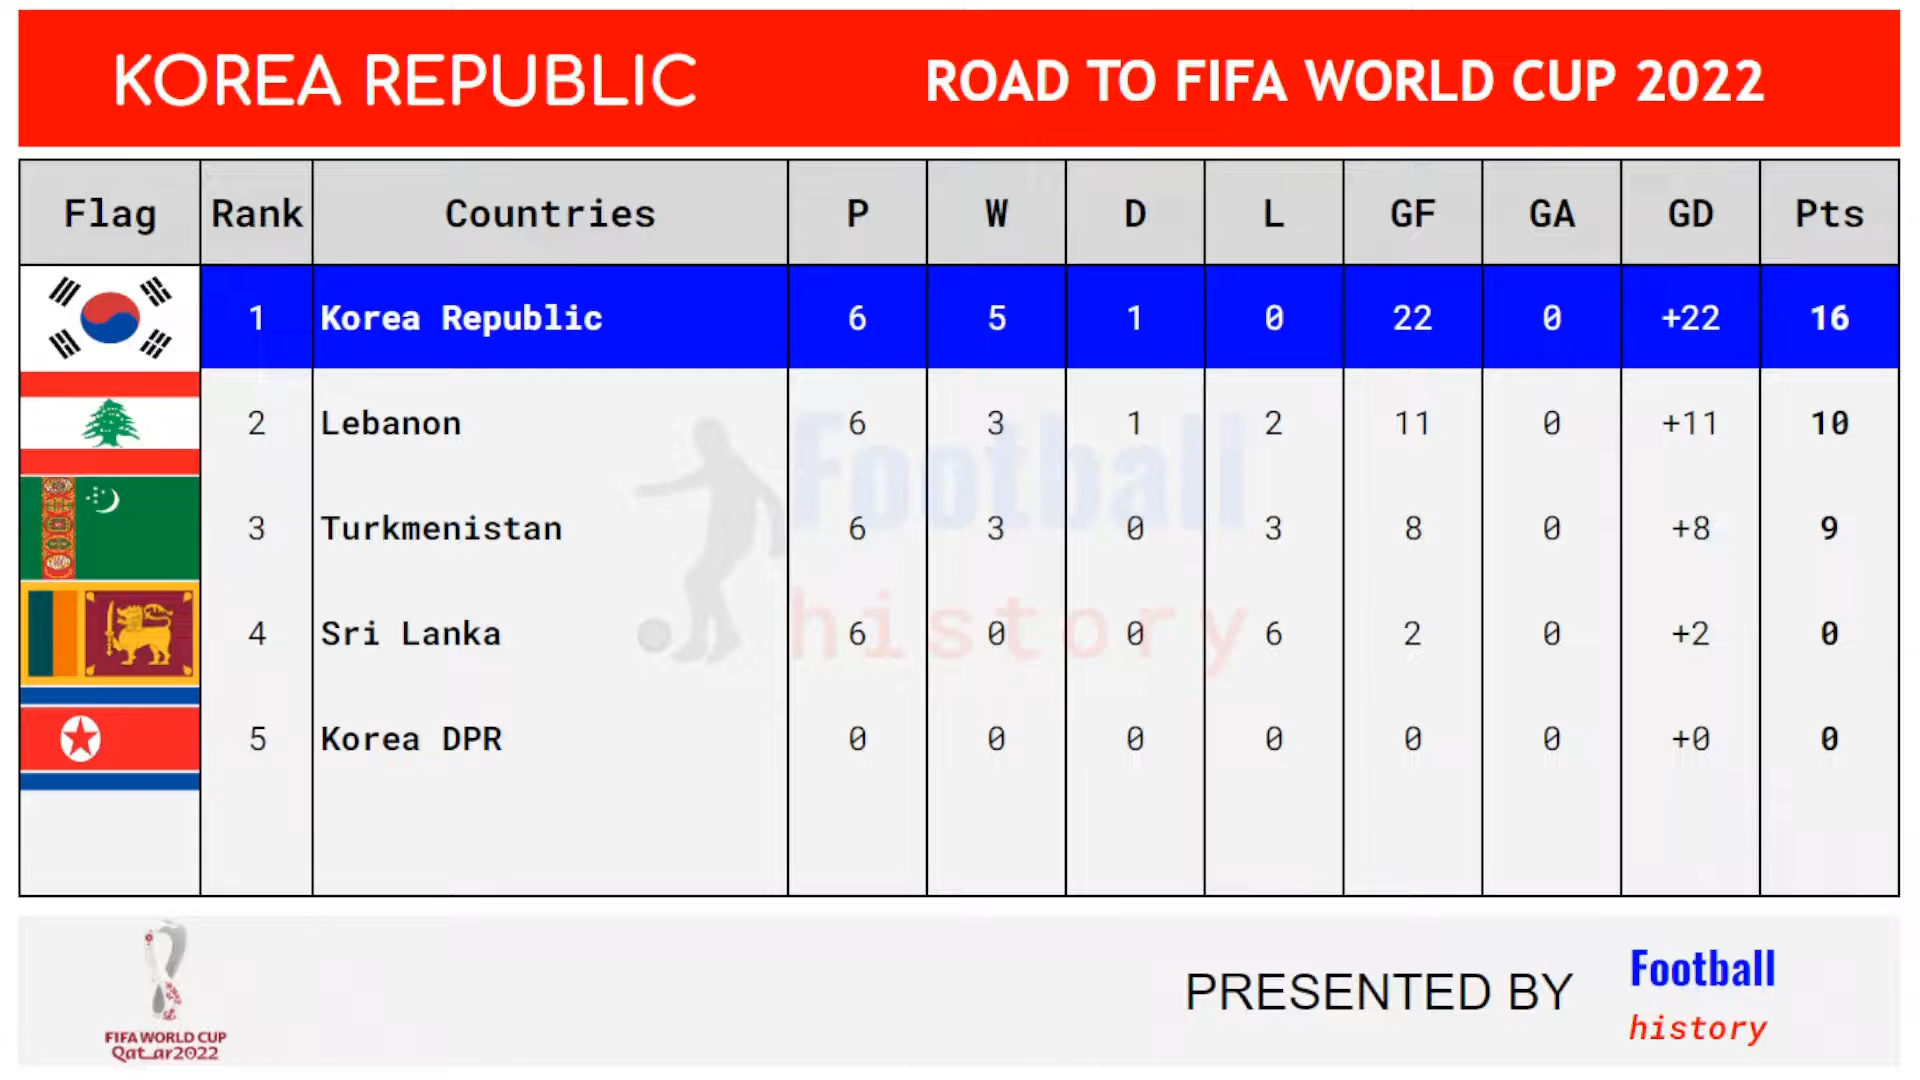 KOREA REPUBLIC ROAD TO FIFA WORLD CUP 2022
Flag Rank Countries P W D L GF GA GD Pts
1 Korea Republic 6 5 1 0 22 0 +22 16
2 Lebanon 6 3 1 2 11 0 +11 10
3 Turkmenistan 6 3 0 3 8 0 +8 9
4 Sri Lanka 6 0 0 6 2 0 +2 0
5 Korea DPR 0 0 0 0 0 0 +0 0
Football
history
FIFA WORLD CUP
Qatar2022
PRESENTED BY
Football
history